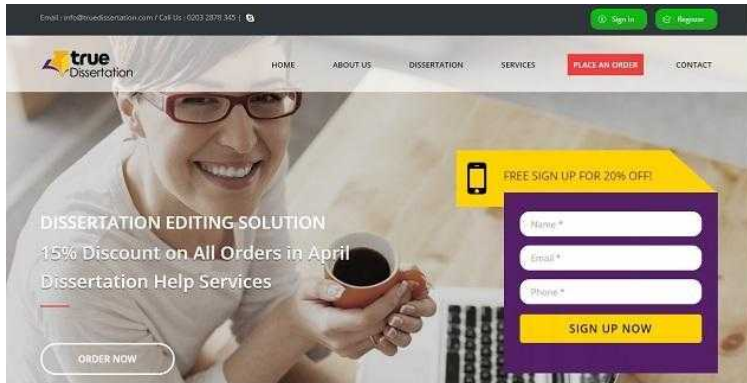 Email : info@truedissertation.com / Call Us : 0203 2878 345 |
Sign In
Register
true
Dissertation
HOME
ABOUT US
DISSERTATION
SERVICES
PLACE AN ORDER
CONTACT
FREE SIGN UP FOR 20% OFF!
DISSERTATION EDITING SOLUTION
15% Discount on All Orders in April
Dissertation Help Services
ORDER NOW
Name *
Email *
Phone *
SIGN UP NOW